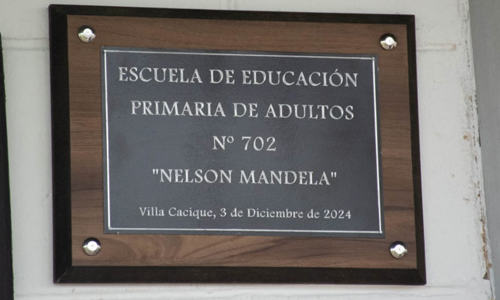 ESCUELA DE EDUCACIÓN
PRIMARIA DE ADULTOS
Nº 702
"NELSON MANDELA"
Villa Cacique, 3 de Diciembre de 2024